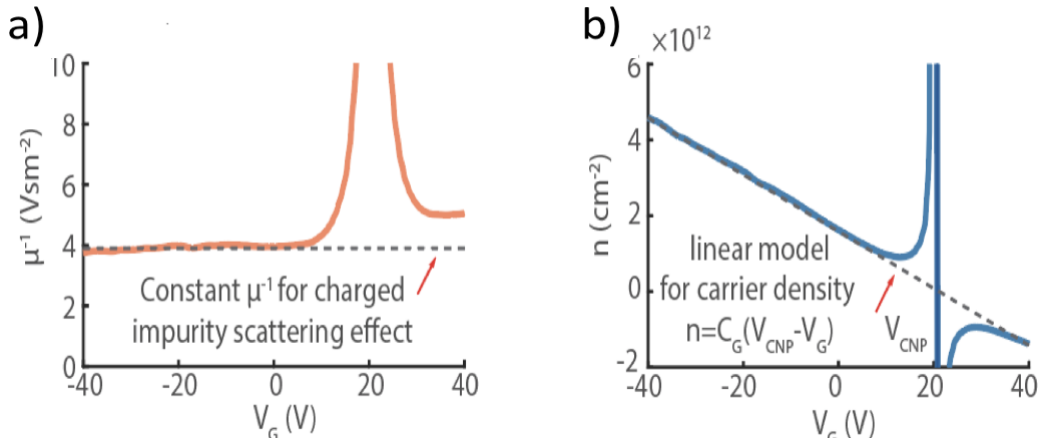 a)
μ⁻¹ (Vsm⁻²)
10
8
6
4
2
0
-40
-20
0
20
40
V_G (V)
Constant μ⁻¹ for charged
impurity scattering effect
b)
×10¹²
n (cm⁻²)
6
4
2
0
-2
-40
-20
0
20
40
V_G (V)
linear model
for carrier density
n=C_G(V_CNP-V_G)
V_CNP